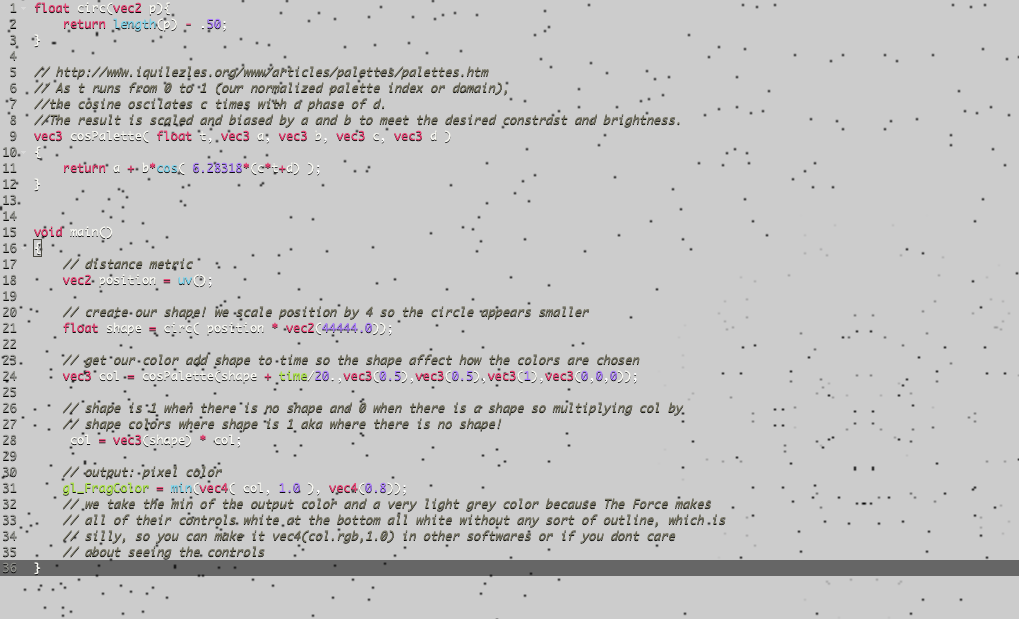 1 float circ(vec2 p){
2 return length(p) - .50;
3 }
4
5 // http://www.iquilezles.org/www/articles/palettes/palettes.htm
6 // As t runs from 0 to 1 (our normalized palette index or domain),
7 //the cosine oscilates c times with a phase of d.
8 //The result is scaled and biased by a and b to meet the desired constrast and brightness.
9 vec3 cosPalette( float t, vec3 a, vec3 b, vec3 c, vec3 d )
10 {
11 return a + b*cos( 6.28318*(c*t+d) );
12 }
13
14
15 void main()
16 {
17 // distance metric
18 vec2 position = uv();
19
20 // create our shape! we scale position by 4 so the circle appears smaller
21 float shape = circ( position * vec2(44444.0));
22
23 // get our color add shape to time so the shape affect how the colors are chosen
24 vec3 col = cosPalette(shape + time/20.,vec3(0.5),vec3(0.5),vec3(1),vec3(0,0,0));
25
26 // shape is 1 when there is no shape and 0 when there is a shape so multiplying col by
27 // shape colors where shape is 1 aka where there is no shape!
28 col = vec3(shape) * col;
29
30 // output: pixel color
31 gl_FragColor = min(vec4( col, 1.0 ), vec4(0.8));
32 // we take the min of the output color and a very light grey color because The Force makes
33 // all of their controls white at the bottom all white without any sort of outline, which is
34 // silly, so you can make it vec4(col.rgb,1.0) in other softwares or if you dont care
35 // about seeing the controls
36 }